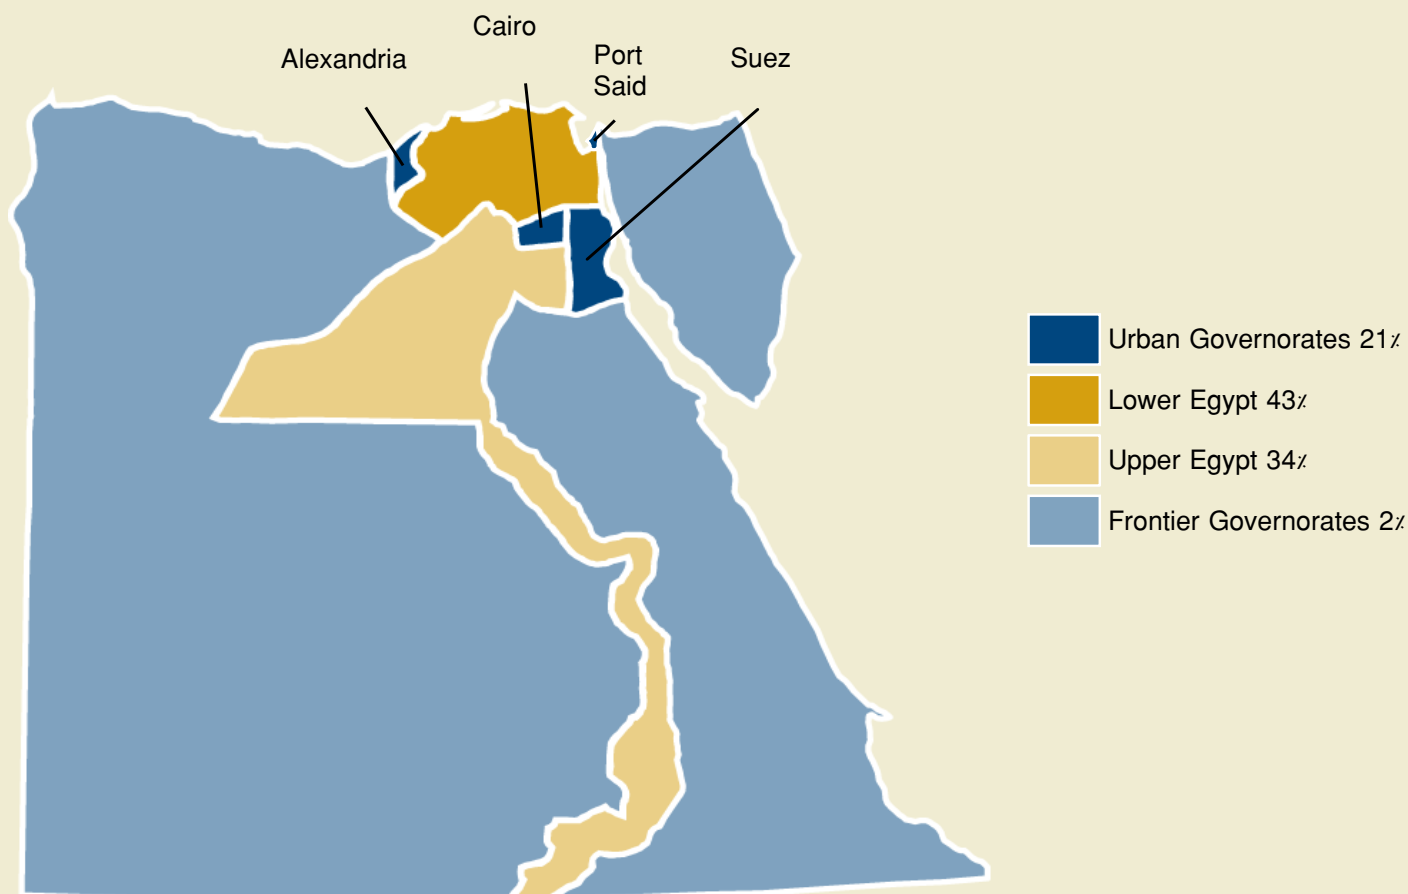 Cairo
Alexandria
Port
Said
Suez
Urban Governorates 21%
Lower Egypt 43%
Upper Egypt 34%
Frontier Governorates 2%